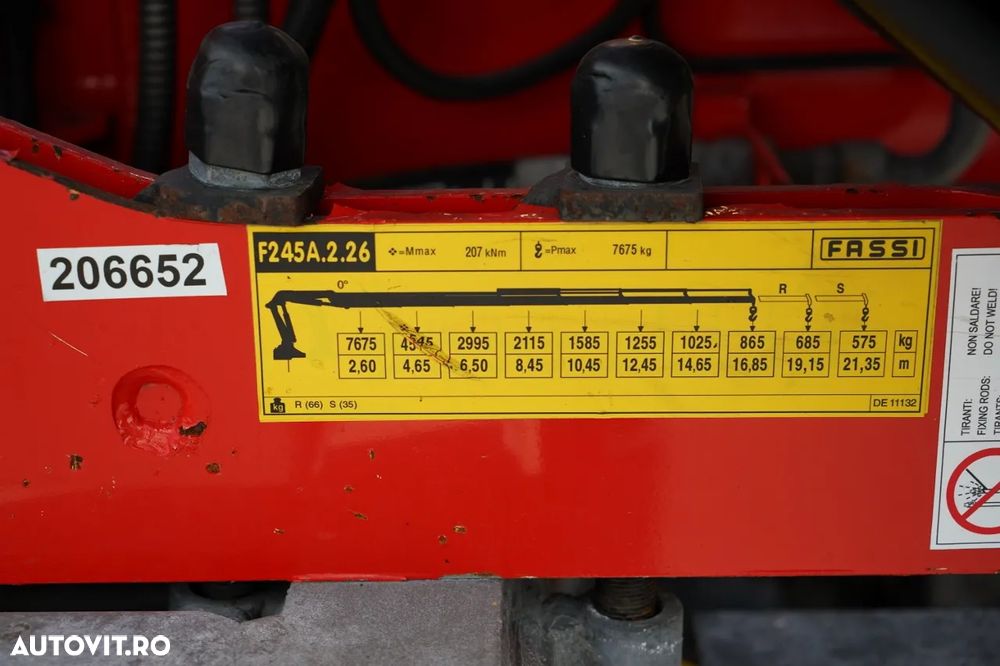 206652
F245A.2.26 =Mmax 207 kNm =Pmax 7675 kg FASSI
0° R S
7675 4545 2995 2115 1585 1255 1025 865 685 575 kg
2,60 4,65 6,50 8,45 10,45 12,45 14,65 16,85 19,15 21,35 m
kg R (66) S (35) DE 11132
NON SALDARE!
DO NOT WELD!
TIRANTI:
FIXING RODS:
AUTOVIT.RO